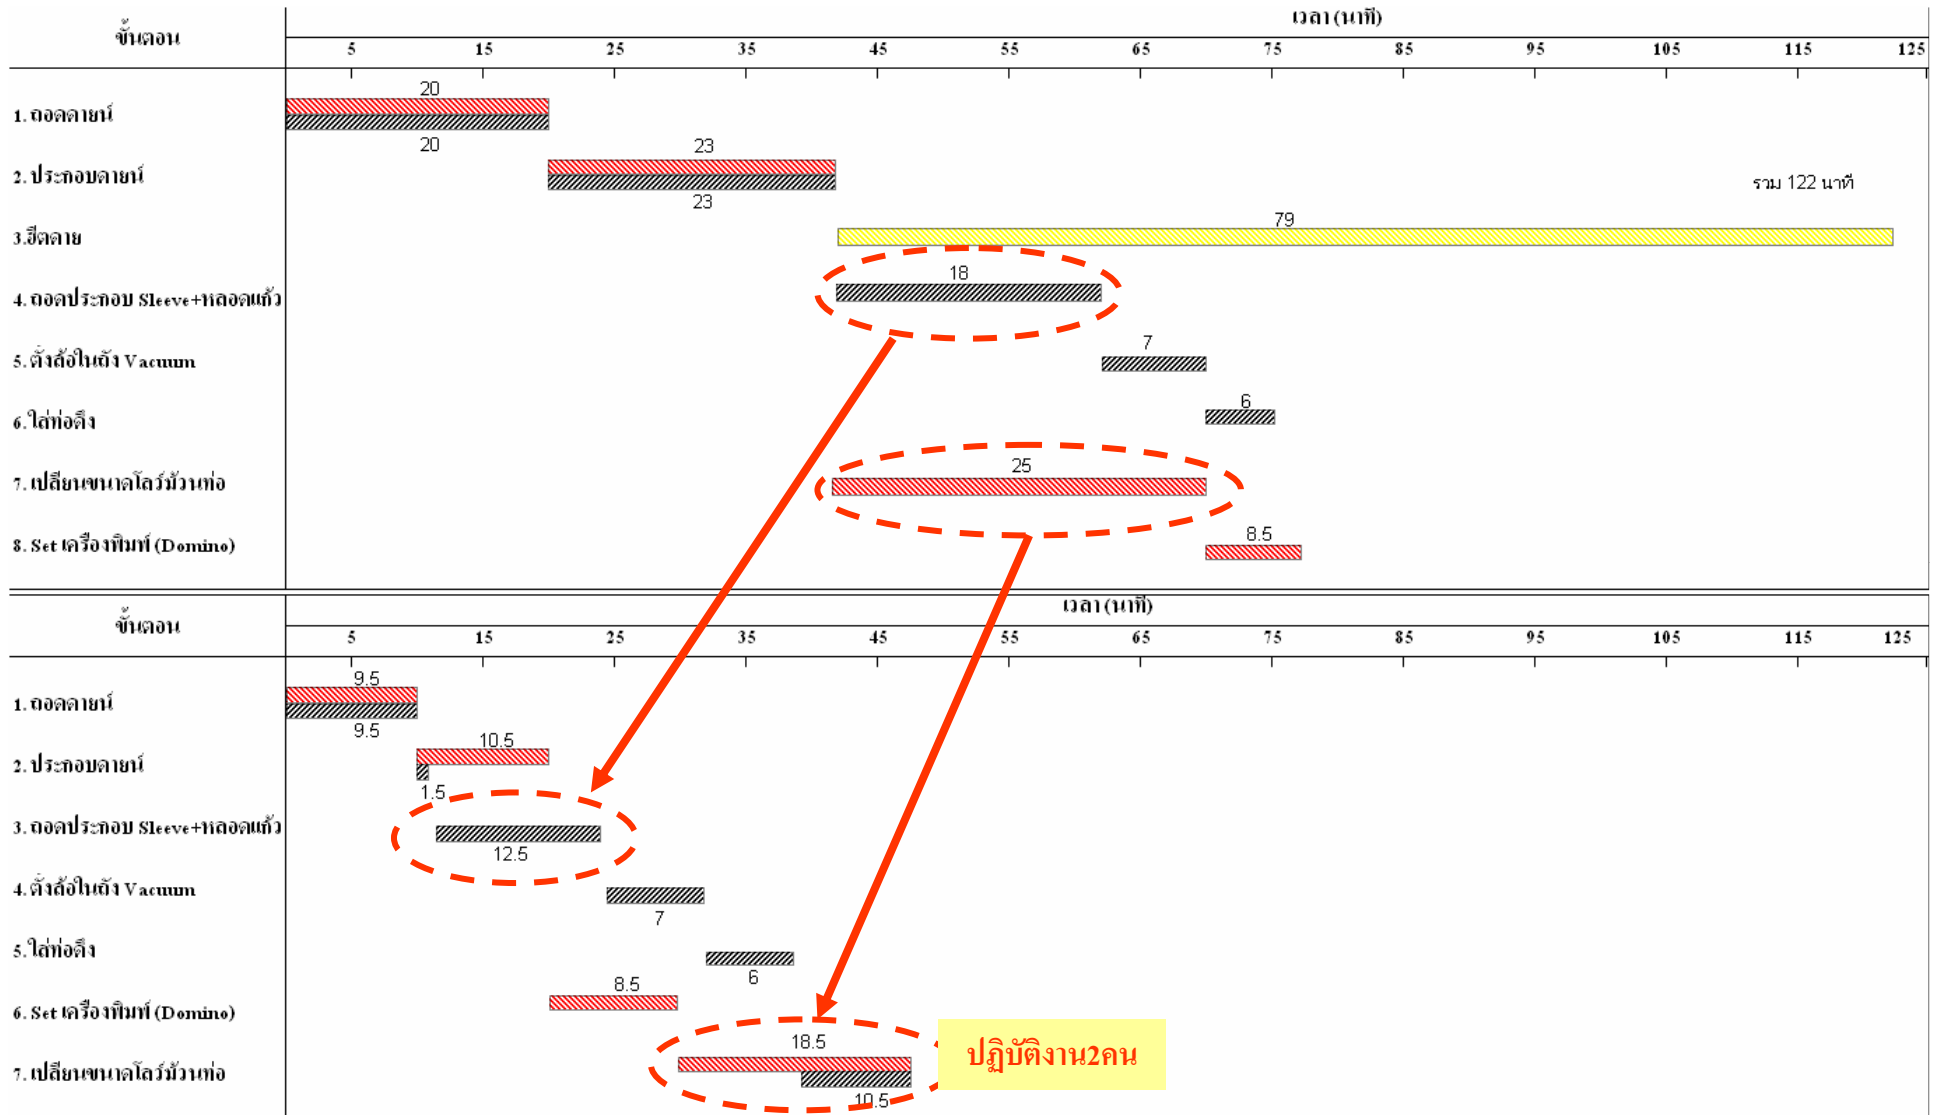 เวลา (นาที)
ขั้นตอน
5 15 25 35 45 55 65 75 85 95 105 115 125
20
1. ถอดดายน์
20
23
2. ประกอบดายน์
23
รวม 122 นาที
79
3.ฮีตดาย
18
4. ถอดประกอบ Sleeve+หลอดแก้ว
7
5. ตั้งล้อในถัง Vacuum
6
6. ใส่ท่อดึง
25
7. เปลี่ยนขนาดโลว์ม้วนท่อ
8.5
8. Set เครื่องพิมพ์ (Domino)
เวลา (นาที)
ขั้นตอน
5 15 25 35 45 55 65 75 85 95 105 115 125
9.5
1. ถอดดายน์
9.5
10.5
2. ประกอบดายน์
1.5
3. ถอดประกอบ Sleeve+หลอดแก้ว
12.5
4. ตั้งล้อในถัง Vacuum
7
5. ใส่ท่อดึง
6
8.5
6. Set เครื่องพิมพ์ (Domino)
18.5
ปฏิบัติงาน2คน
7. เปลี่ยนขนาดโลว์ม้วนท่อ
10.5